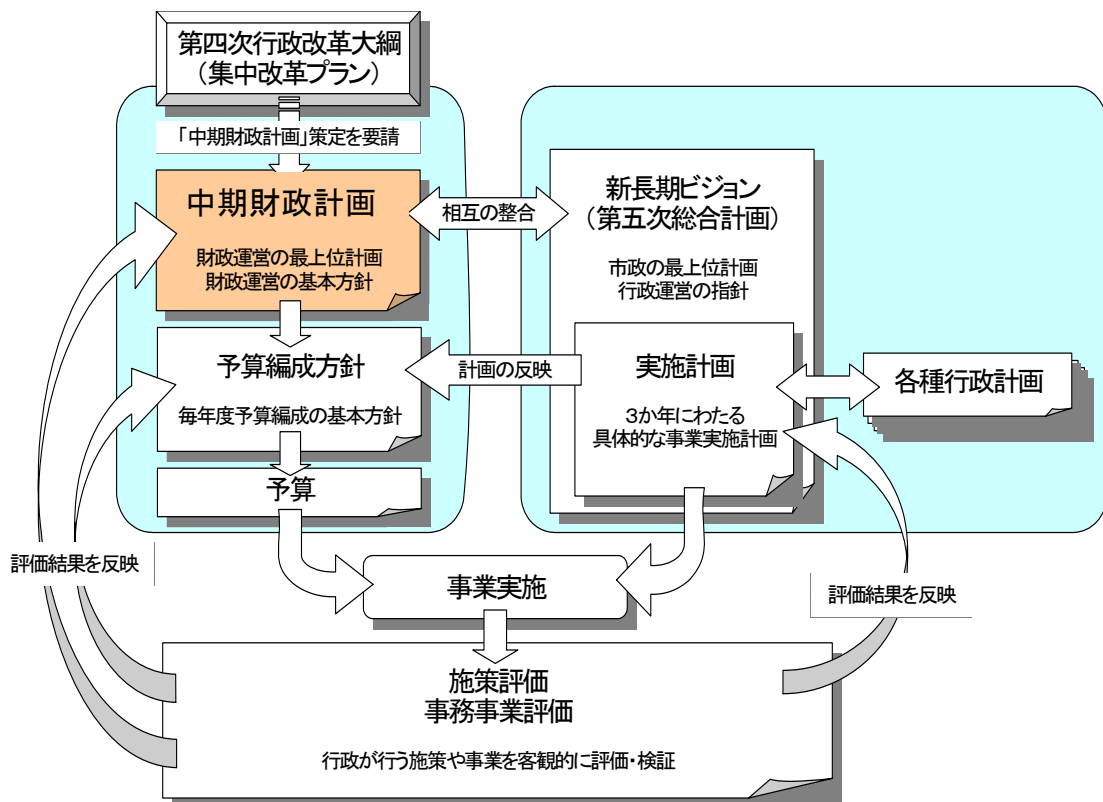 第四次行政改革大綱
(集中改革プラン)
「中期財政計画」策定を要請
中期財政計画
財政運営の最上位計画
財政運営の基本方針
相互の整合
新長期ビジョン
(第五次総合計画)
市政の最上位計画
行政運営の指針
予算編成方針
毎年度予算編成の基本方針
計画の反映
実施計画
3か年にわたる
具体的な事業実施計画
各種行政計画
予算
評価結果を反映
事業実施
評価結果を反映
施策評価
事務事業評価
行政が行う施策や事業を客観的に評価・検証